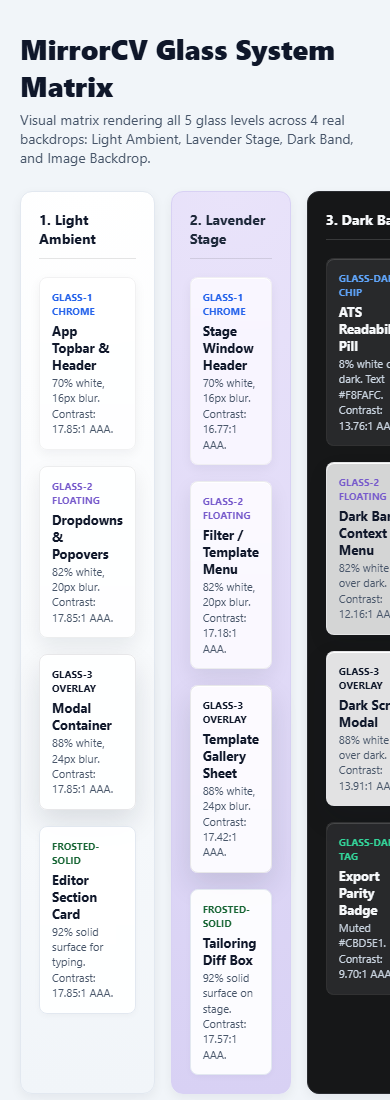 MirrorCV Glass System
Matrix
Visual matrix rendering all 5 glass levels across 4 real
backdrops: Light Ambient, Lavender Stage, Dark Band,
and Image Backdrop.
1. Light
Ambient
GLASS-1
CHROME
App
Topbar &
Header
70% white,
16px blur.
Contrast:
17.85:1 AAA.
GLASS-2
FLOATING
Dropdowns
&
Popovers
82% white,
20px blur.
Contrast:
17.85:1 AAA.
GLASS-3
OVERLAY
Modal
Container
88% white,
24px blur.
Contrast:
17.85:1 AAA.
FROSTED-
SOLID
Editor
Section
Card
92% solid
surface for
typing.
Contrast:
17.85:1 AAA.
2. Lavender
Stage
GLASS-1
CHROME
Stage
Window
Header
70% white,
16px blur.
Contrast:
16.77:1
AAA.
GLASS-2
FLOATING
Filter /
Template
Menu
82% white,
20px blur.
Contrast:
17.18:1
AAA.
GLASS-3
OVERLAY
Template
Gallery
Sheet
88% white,
24px blur.
Contrast:
17.42:1
AAA.
FROSTED-
SOLID
Tailoring
Diff Box
92% solid
surface on
stage.
Contrast:
17.57:1
AAA.
3. Dark Ba
GLASS-DA
CHIP
ATS
Readabi
Pill
8% white o
dark. Text
#F8FAFC.
Contrast:
13.76:1 AA
GLASS-2
FLOATING
Dark Ba
Context
Menu
82% white
over dark.
Contrast:
12.16:1 AA
GLASS-3
OVERLAY
Dark Scr
Modal
88% white
over dark.
Contrast:
13.91:1 AA
GLASS-DA
TAG
Export
Parity
Badge
Muted
#CBD5E1.
Contrast:
9.70:1 AAA